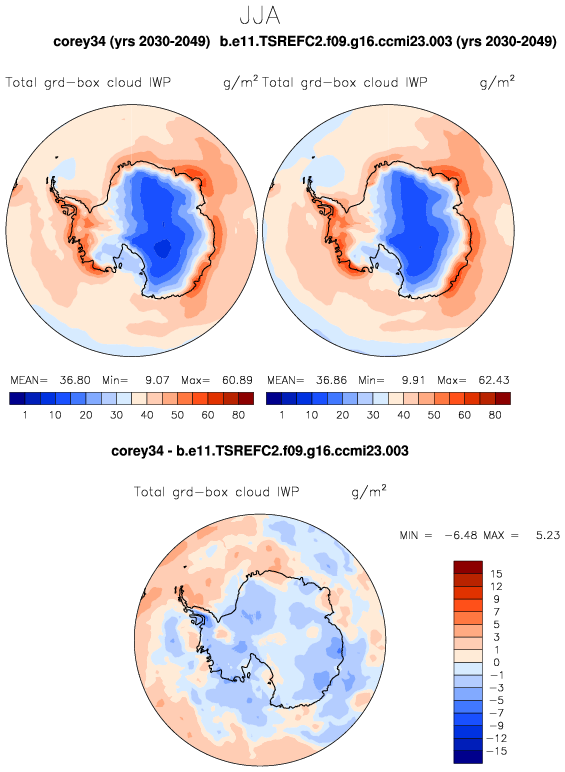 JJA
corey34 (yrs 2030-2049) b.e11.TSREFC2.f09.g16.ccmi23.003 (yrs 2030-2049)
Total grd-box cloud IWP g/m² Total grd-box cloud IWP g/m²
MEAN= 36.80 Min= 9.07 Max= 60.89 MEAN= 36.86 Min= 9.91 Max= 62.43
1 10 20 30 40 50 60 80 1 10 20 30 40 50 60 80
corey34 - b.e11.TSREFC2.f09.g16.ccmi23.003
Total grd-box cloud IWP g/m²
MIN = -6.48 MAX = 5.23
15
12
9
7
5
3
1
0
-1
-3
-5
-7
-9
-12
-15